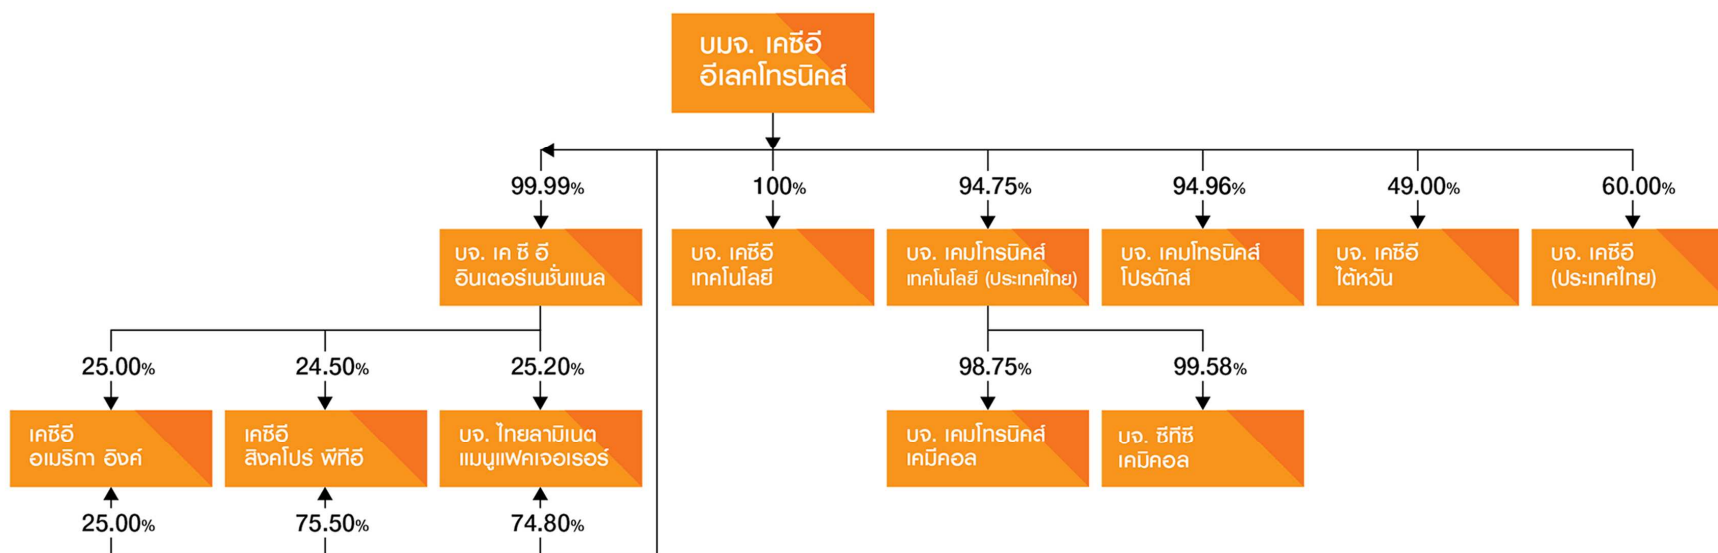 บมจ. เคซีอี
อีเลคโทรนิคส์
99.99%
100%
94.75%
94.96%
49.00%
60.00%
บจ. เค ซี อี
อินเตอร์เนชั่นแนล
บจ. เคซีอี
เทคโนโลยี
บจ. เคมโทรนิคส์
เทคโนโลยี (ประเทศไทย)
บจ. เคมโทรนิคส์
โปรดักส์
บจ. เคซีอี
ไต้หวัน
บจ. เคซีอี
(ประเทศไทย)
25.00%
24.50%
25.20%
98.75%
99.58%
เคซีอี
อเมริกา อิงค์
เคซีอี
สิงคโปร์ พีทีอี
บจ. ไทยลามิเนต
แมนูแฟคเจอเรอร์
บจ. เคมโทรนิคส์
เคมีคอล
บจ. ซีทีซี
เคมิคอล
25.00%
75.50%
74.80%